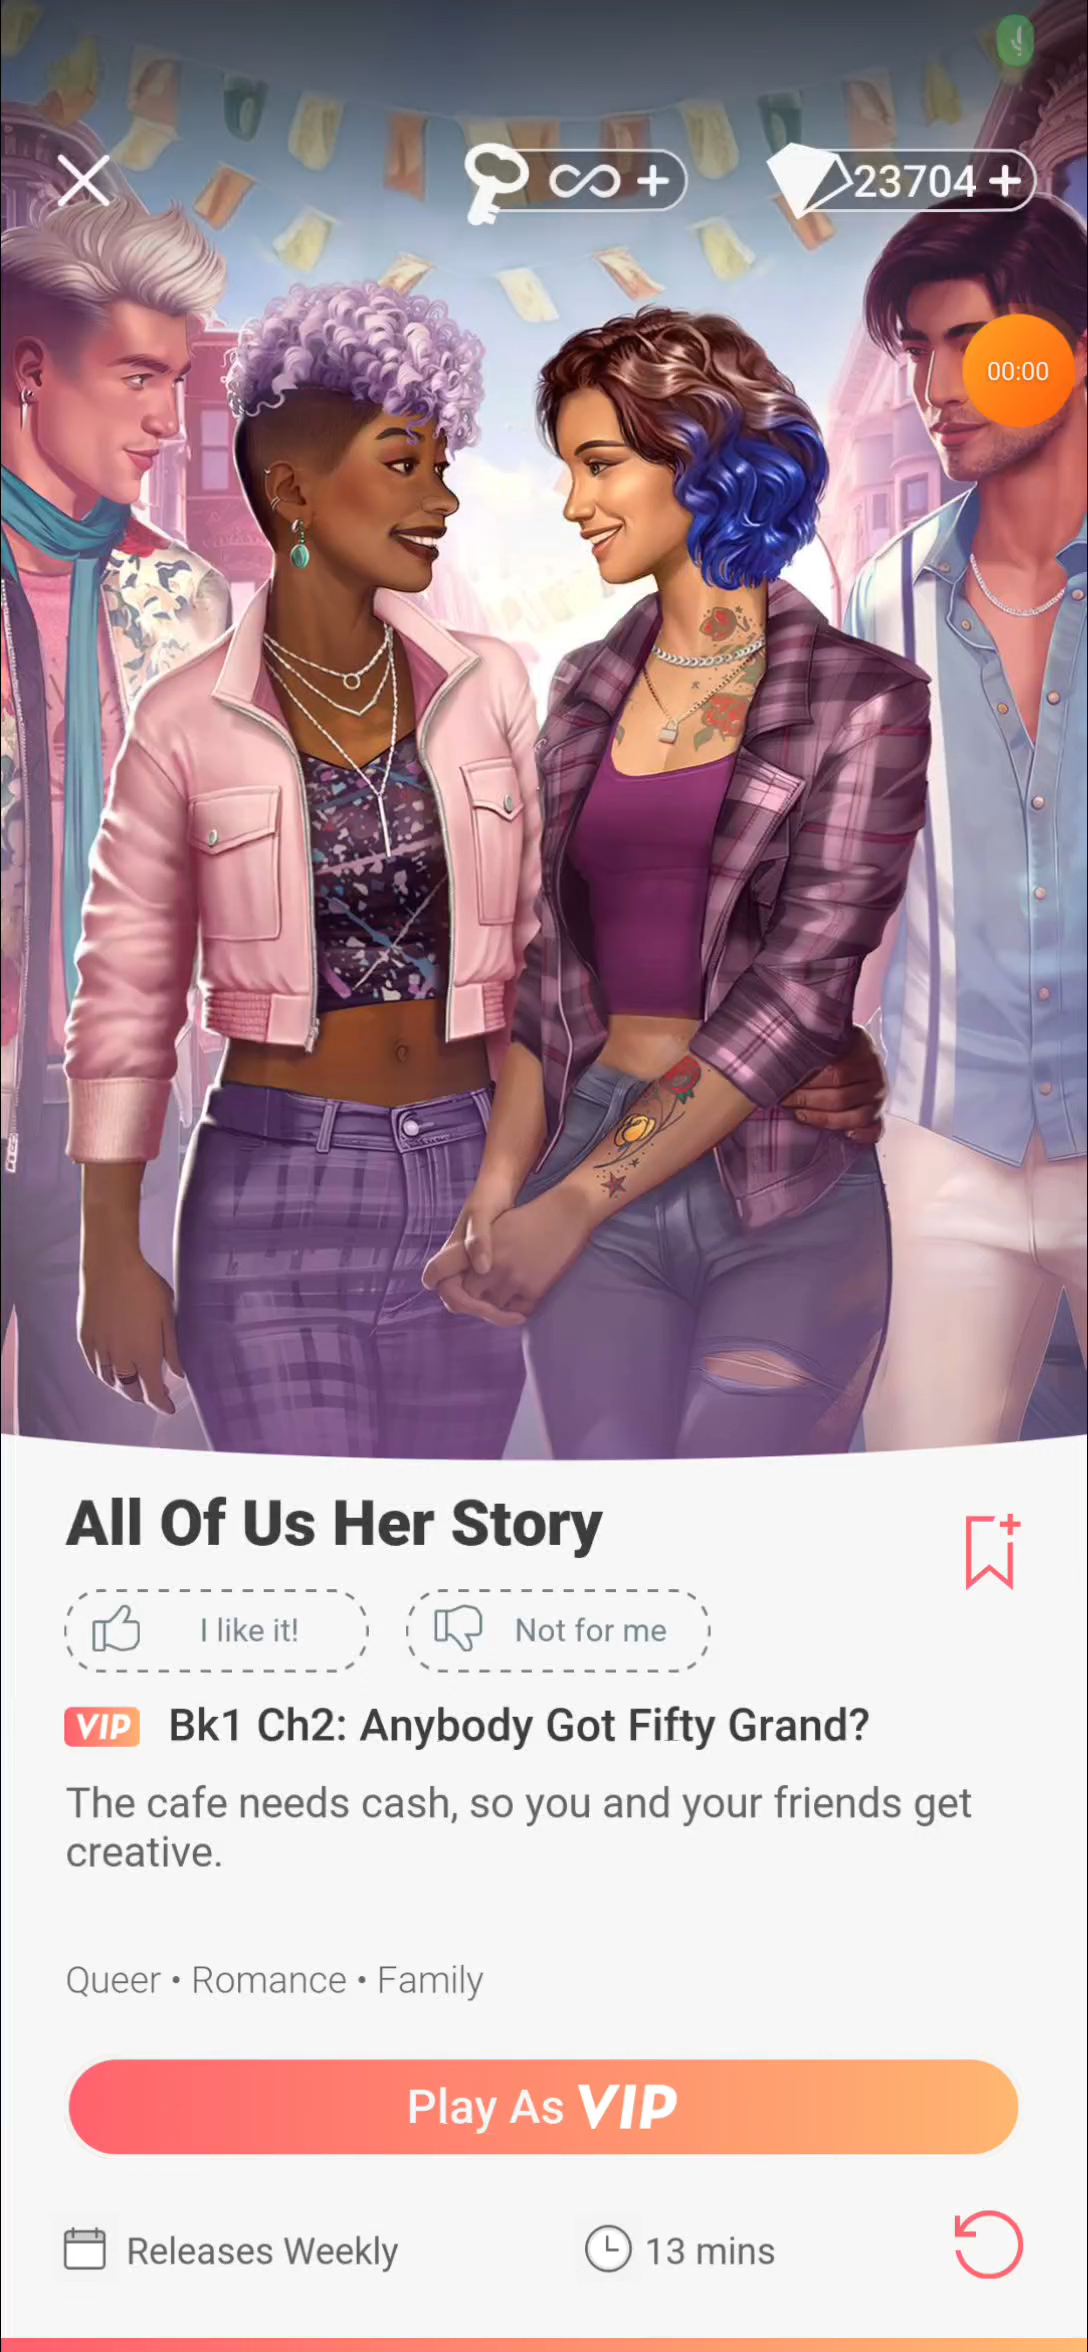 23704
00:00
All Of Us Her Story
I like it!
Not for me
VIP Bk1 Ch2: Anybody Got Fifty Grand?
The cafe needs cash, so you and your friends get
creative.
Queer • Romance • Family
Play As VIP
Releases Weekly
13 mins